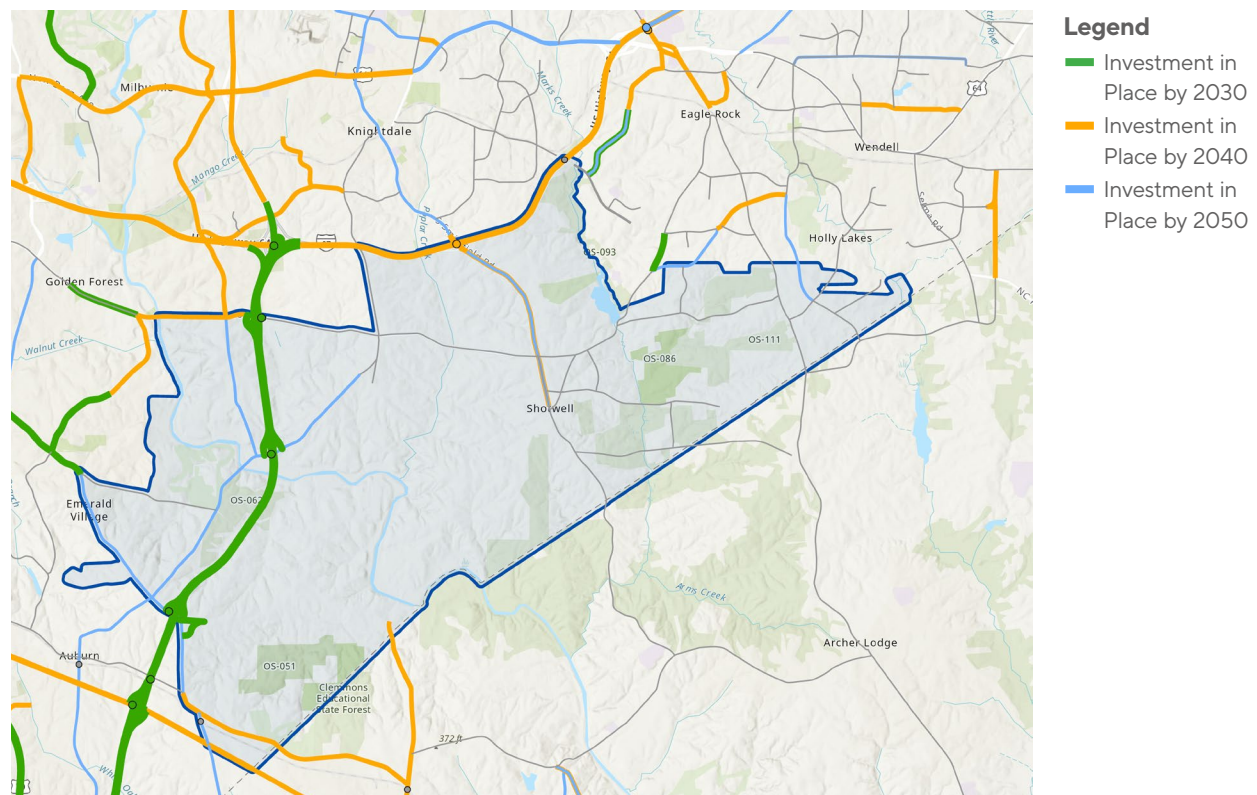 Legend
Investment in
Place by 2030
Investment in
Place by 2040
Investment in
Place by 2050
Marks Creek
64
Eagle Rock
Knightdale
Wendell
Mango Creek
Holly Lakes
OS-093
Golden Forest
Walnut Creek
OS-086
OS-111
Shotwell
OS-062
Emerald
Village
Arms Creek
Auburn
Archer Lodge
OS-051
Clemmons
Educational
State Forest
372 ft